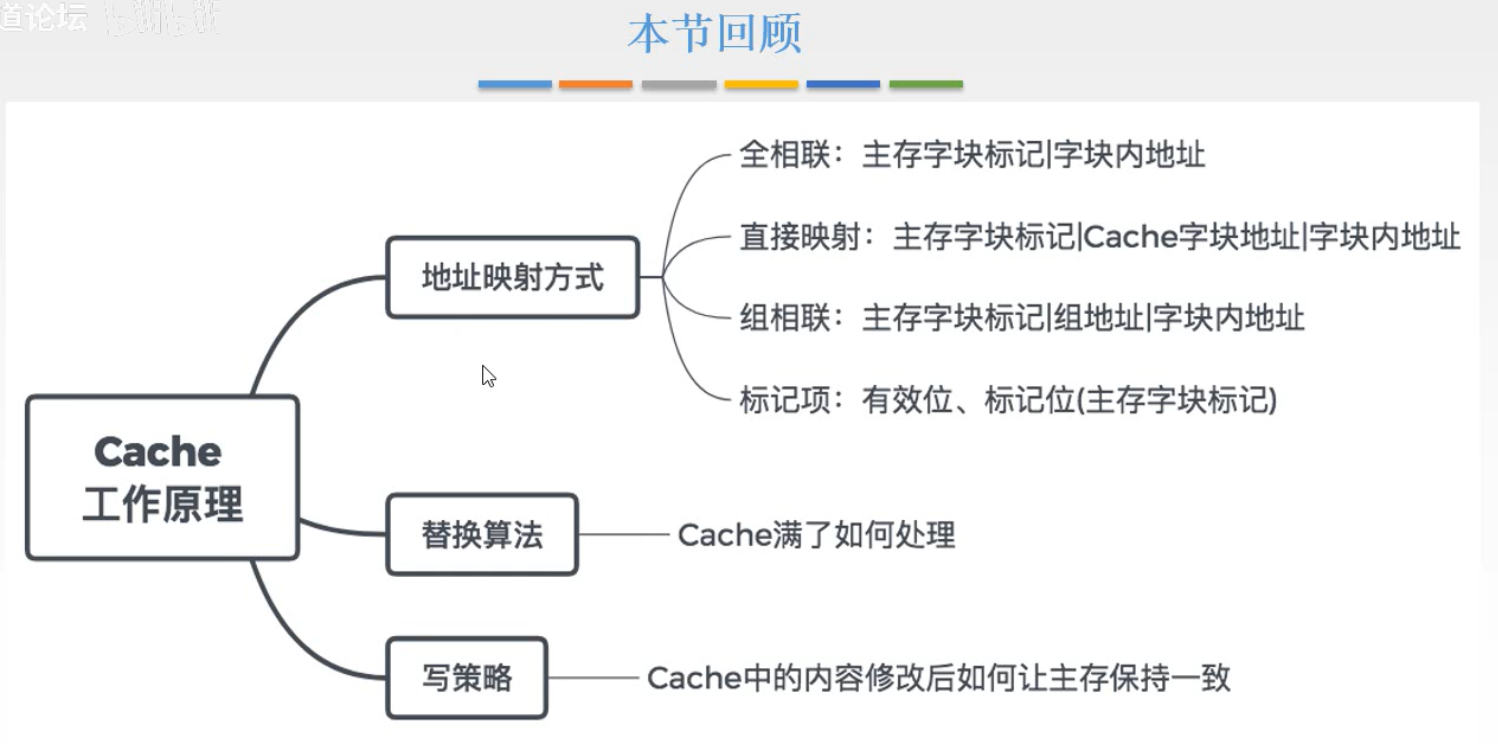 道论坛
本节回顾
全相联：主存字块标记|字块内地址
直接映射：主存字块标记|Cache字块地址|字块内地址
地址映射方式
组相联：主存字块标记|组地址|字块内地址
标记项：有效位、标记位(主存字块标记)
Cache
工作原理
替换算法
Cache满了如何处理
写策略
Cache中的内容修改后如何让主存保持一致